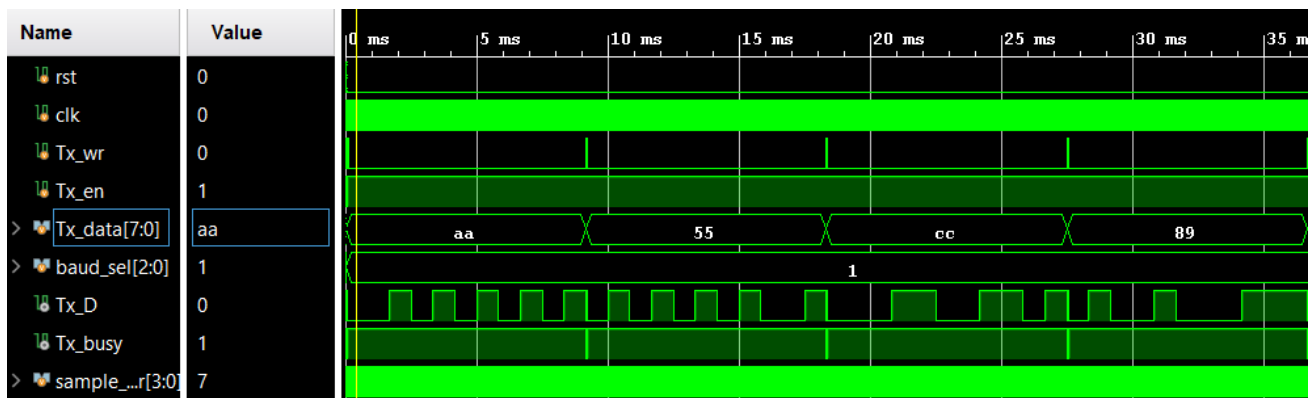 Name Value 0 ms 5 ms 10 ms 15 ms 20 ms 25 ms 30 ms 35 m
rst 0
clk 0
Tx_wr 0
Tx_en 1
> Tx_data[7:0] aa aa 55 cc 89
> baud_sel[2:0] 1 1
Tx_D 0
Tx_busy 1
> sample_...r[3:0] 7